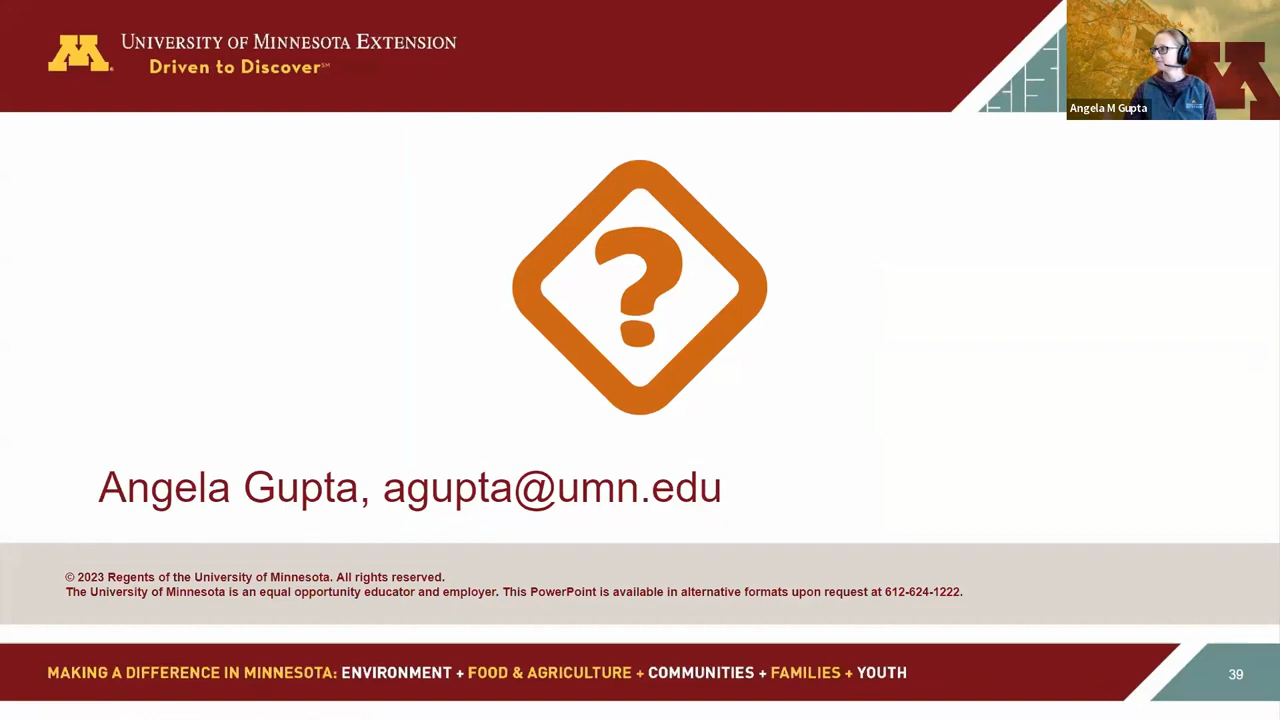 UNIVERSITY OF MINNESOTA EXTENSION
Driven to Discover℠
Angela M Gupta
?
Angela Gupta, agupta@umn.edu
© 2023 Regents of the University of Minnesota. All rights reserved.
The University of Minnesota is an equal opportunity educator and employer. This PowerPoint is available in alternative formats upon request at 612-624-1222.
MAKING A DIFFERENCE IN MINNESOTA: ENVIRONMENT + FOOD & AGRICULTURE + COMMUNITIES + FAMILIES + YOUTH
39